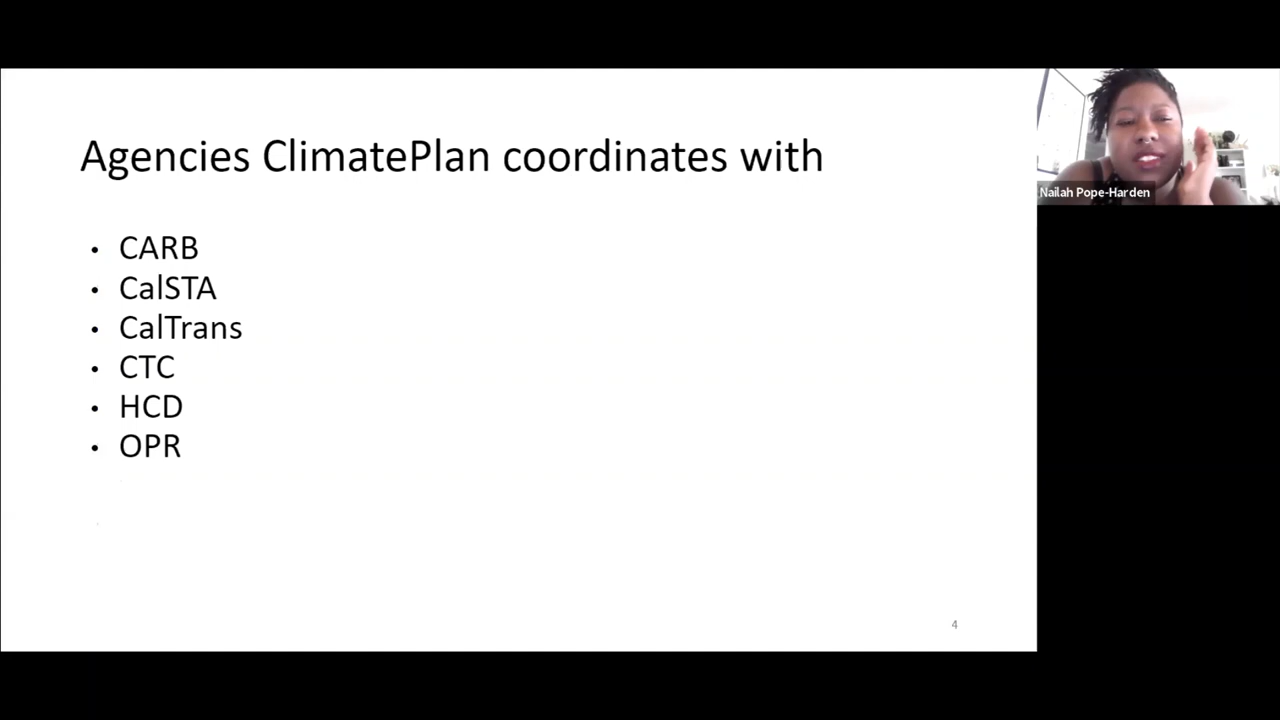 Agencies ClimatePlan coordinates with
• CARB
• CalSTA
• CalTrans
• CTC
• HCD
• OPR
4
Nailah Pope-Harden